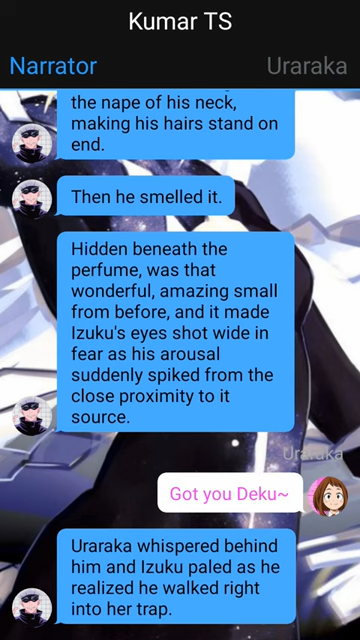 Kumar TS
Narrator
Uraraka
the nape of his neck,
making his hairs stand on
end.
Then he smelled it.
Hidden beneath the
perfume, was that
wonderful, amazing small
from before, and it made
Izuku's eyes shot wide in
fear as his arousal
suddenly spiked from the
close proximity to it
source.
Uraraka
Got you Deku~
Uraraka whispered behind
him and Izuku paled as he
realized he walked right
into her trap.